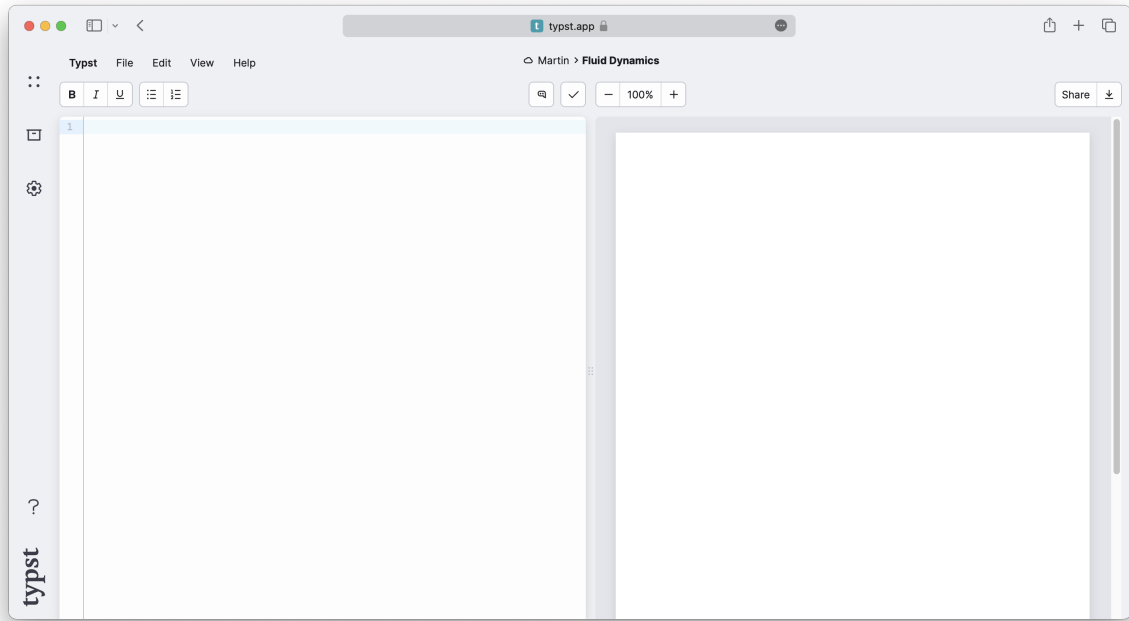 typst.app
Typst File Edit View Help
Martin > Fluid Dynamics
B I U
100%
Share
1
?
typst